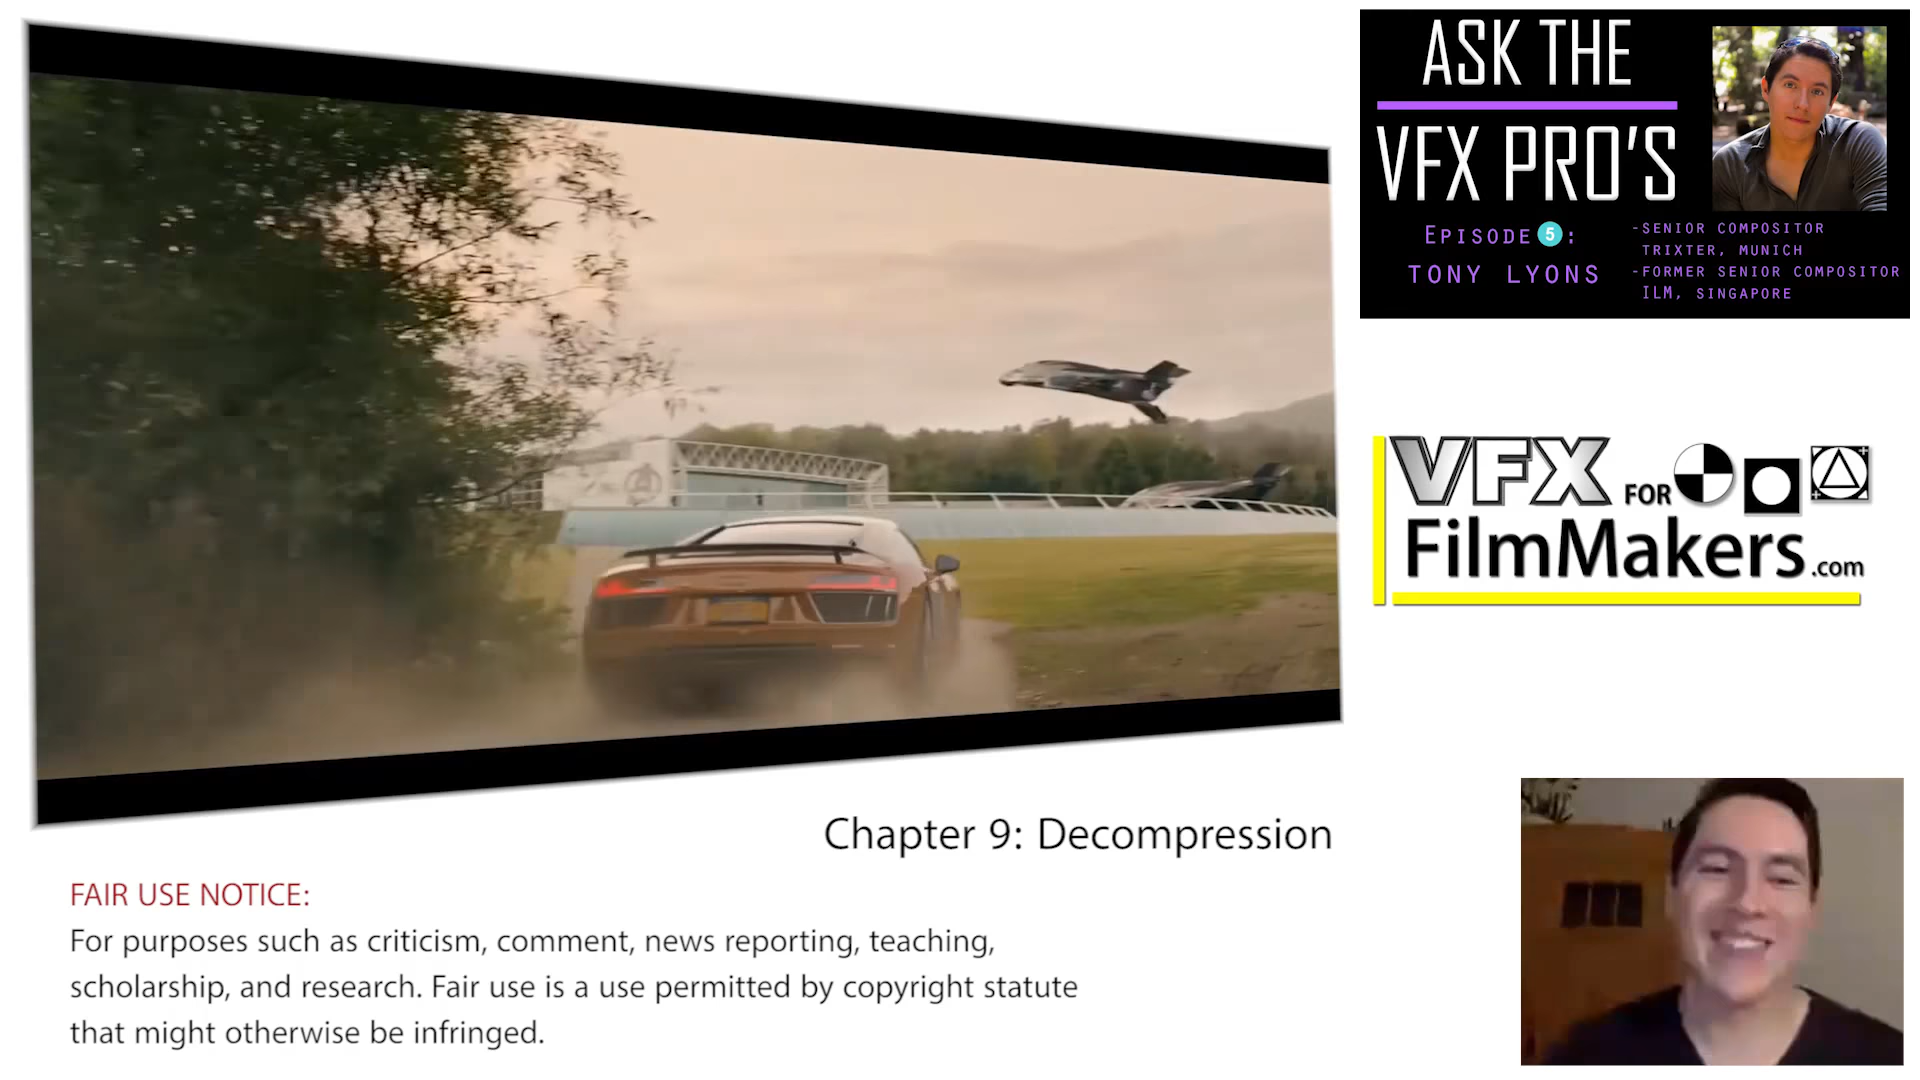 ASK THE
VFX PRO'S
EPISODE 5:
TONY LYONS
-SENIOR COMPOSITOR
TRIXTER, MUNICH
-FORMER SENIOR COMPOSITOR
ILM, SINGAPORE
VFX FOR
FilmMakers.com
Chapter 9: Decompression
FAIR USE NOTICE:
For purposes such as criticism, comment, news reporting, teaching,
scholarship, and research. Fair use is a use permitted by copyright statute
that might otherwise be infringed.